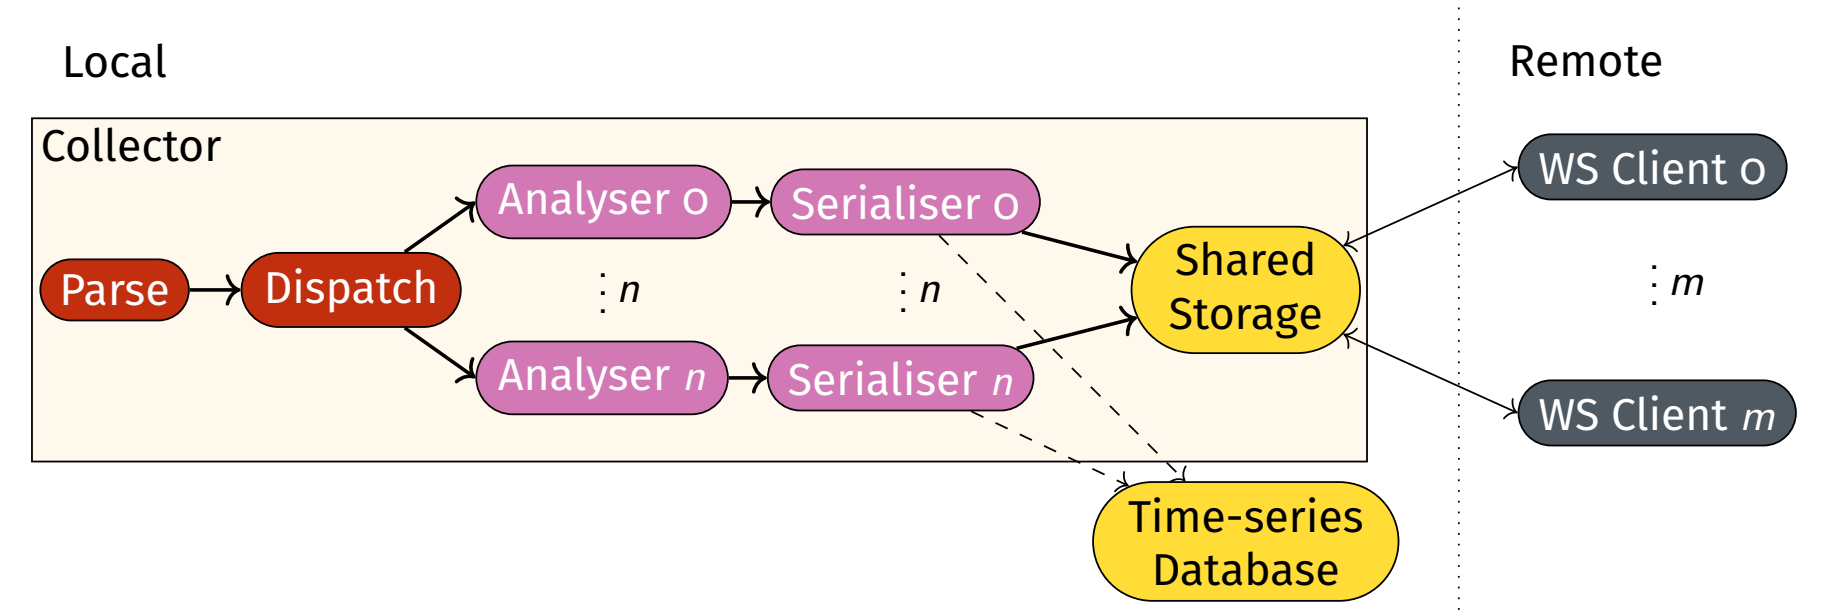 Local
Remote
Collector
WS Client 0
Analyser 0
Serialiser 0
Shared
Storage
Parse
Dispatch
⋮ n
⋮ n
⋮ m
Analyser n
Serialiser n
WS Client m
Time-series
Database